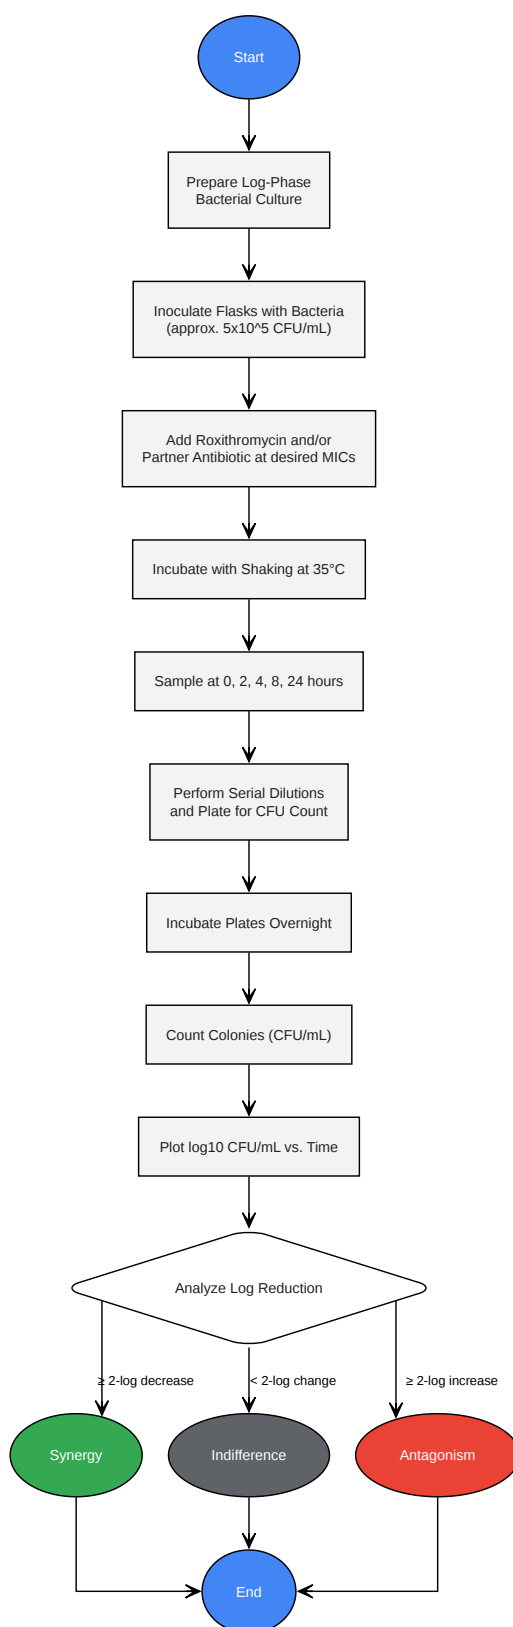 Start
Prepare Log-Phase
Bacterial Culture
Inoculate Flasks with Bacteria
(approx. 5x10^5 CFU/mL)
Add Roxithromycin and/or
Partner Antibiotic at desired MICs
Incubate with Shaking at 35°C
Sample at 0, 2, 4, 8, 24 hours
Perform Serial Dilutions
and Plate for CFU Count
Incubate Plates Overnight
Count Colonies (CFU/mL)
Plot log10 CFU/mL vs. Time
Analyze Log Reduction
≥ 2-log decrease
< 2-log change
≥ 2-log increase
Synergy
Indifference
Antagonism
End